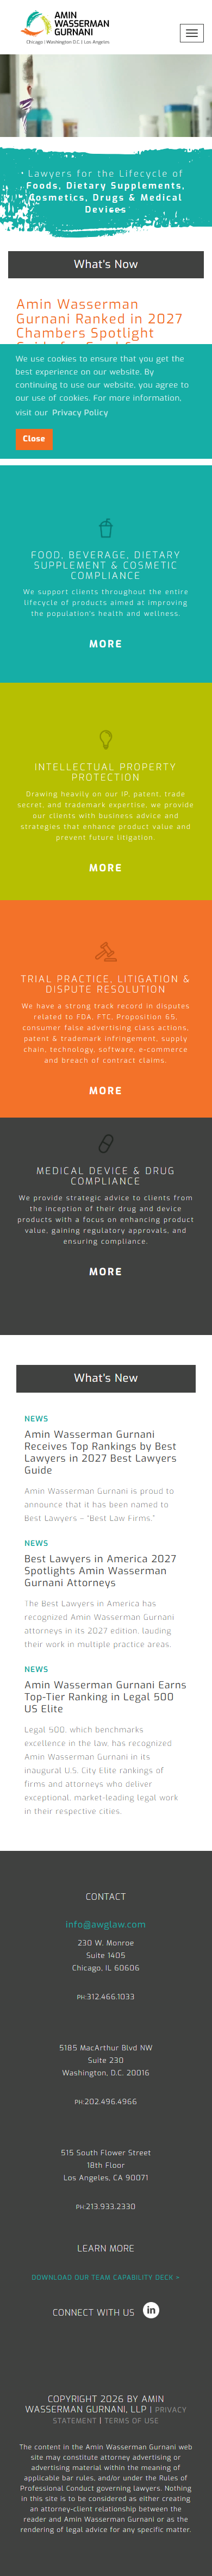 AMIN
WASSERMAN
GURNANI
Chicago | Washington D.C. | Los Angeles
• Lawyers for the Lifecycle of
Foods, Dietary Supplements,
Cosmetics, Drugs & Medical
Devices
What's Now
Amin Wasserman
Gurnani Ranked in 2027
Chambers Spotlight
We use cookies to ensure that you get the
best experience on our website. By
continuing to use our website, you agree to
our use of cookies. For more information,
visit our Privacy Policy
Close
FOOD, BEVERAGE, DIETARY
SUPPLEMENT & COSMETIC
COMPLIANCE
We support clients throughout the entire
lifecycle of products aimed at improving
the population's health and wellness.
MORE
INTELLECTUAL PROPERTY
PROTECTION
Drawing heavily on our IP, patent, trade
secret, and trademark expertise, we provide
our clients with business advice and
strategies that enhance product value and
prevent future litigation.
MORE
TRIAL PRACTICE, LITIGATION &
DISPUTE RESOLUTION
We have a strong track record in disputes
related to FDA, FTC, Proposition 65,
consumer false advertising class actions,
patent & trademark infringement, supply
chain, technology, software, e-commerce
and breach of contract claims.
MORE
MEDICAL DEVICE & DRUG
COMPLIANCE
We provide strategic advice to clients from
the inception of their drug and device
products with a focus on enhancing product
value, gaining regulatory approvals, and
ensuring compliance.
MORE
What's New
NEWS
Amin Wasserman Gurnani
Receives Top Rankings by Best
Lawyers in 2027 Best Lawyers
Guide
Amin Wasserman Gurnani is proud to
announce that it has been named to
Best Lawyers – “Best Law Firms.”
NEWS
Best Lawyers in America 2027
Spotlights Amin Wasserman
Gurnani Attorneys
The Best Lawyers in America has
recognized Amin Wasserman Gurnani
attorneys in its 2027 edition, lauding
their work in multiple practice areas.
NEWS
Amin Wasserman Gurnani Earns
Top-Tier Ranking in Legal 500
US Elite
Legal 500, which benchmarks
excellence in the law, has recognized
Amin Wasserman Gurnani in its
inaugural U.S. City Elite rankings of
firms and attorneys who deliver
exceptional, market-leading legal work
in their respective cities.
CONTACT
info@awglaw.com
230 W. Monroe
Suite 1405
Chicago, IL 60606
PH:312.466.1033
5185 MacArthur Blvd NW
Suite 230
Washington, D.C. 20016
PH:202.496.4966
515 South Flower Street
18th Floor
Los Angeles, CA 90071
PH:213.933.2330
LEARN MORE
DOWNLOAD OUR TEAM CAPABILITY DECK >
CONNECT WITH US in
COPYRIGHT 2026 BY AMIN
WASSERMAN GURNANI, LLP | PRIVACY
STATEMENT | TERMS OF USE
The content in the Amin Wasserman Gurnani web
site may constitute attorney advertising or
advertising material within the meaning of
applicable bar rules, and/or under the Rules of
Professional Conduct governing lawyers. Nothing
in this site is to be considered as either creating
an attorney-client relationship between the
reader and Amin Wasserman Gurnani or as the
rendering of legal advice for any specific matter.